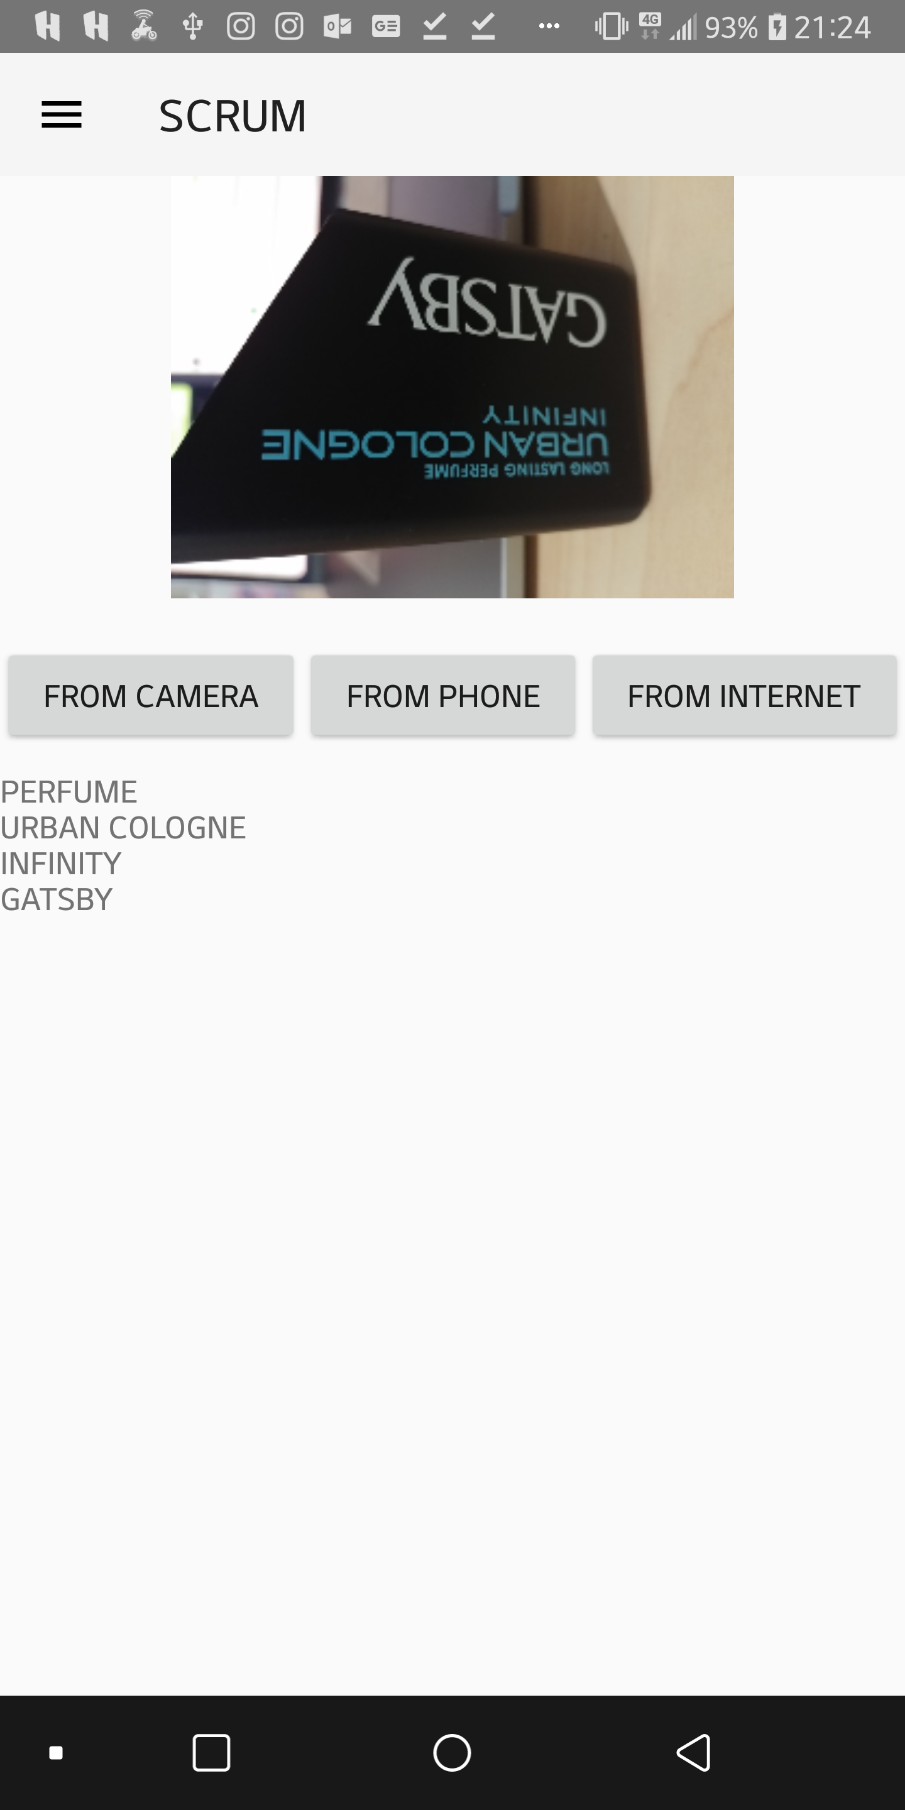 4G 93% 21:24
SCRUM
GATSBY
INFINITY
URBAN COLOGNE
LONG LASTING PERFUME
FROM CAMERA FROM PHONE FROM INTERNET
PERFUME
URBAN COLOGNE
INFINITY
GATSBY